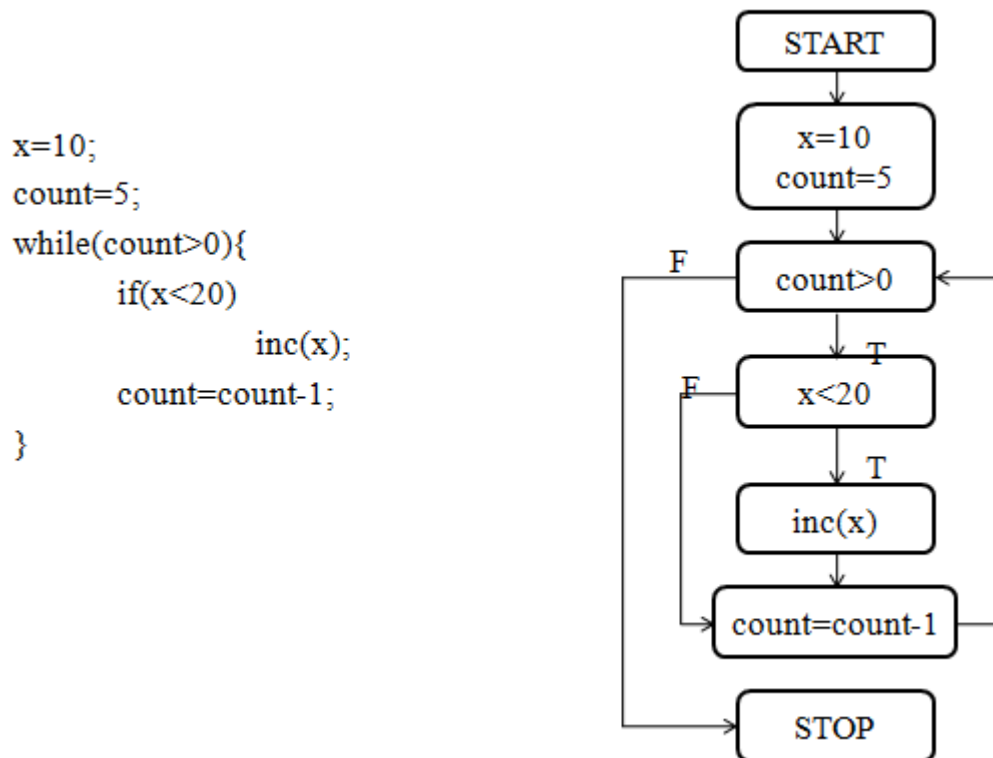 x=10;
count=5;
while(count>0){
if(x<20)
inc(x);
count=count-1;
}
START
x=10
count=5
F
count>0
T
F
x<20
T
inc(x)
count=count-1
STOP